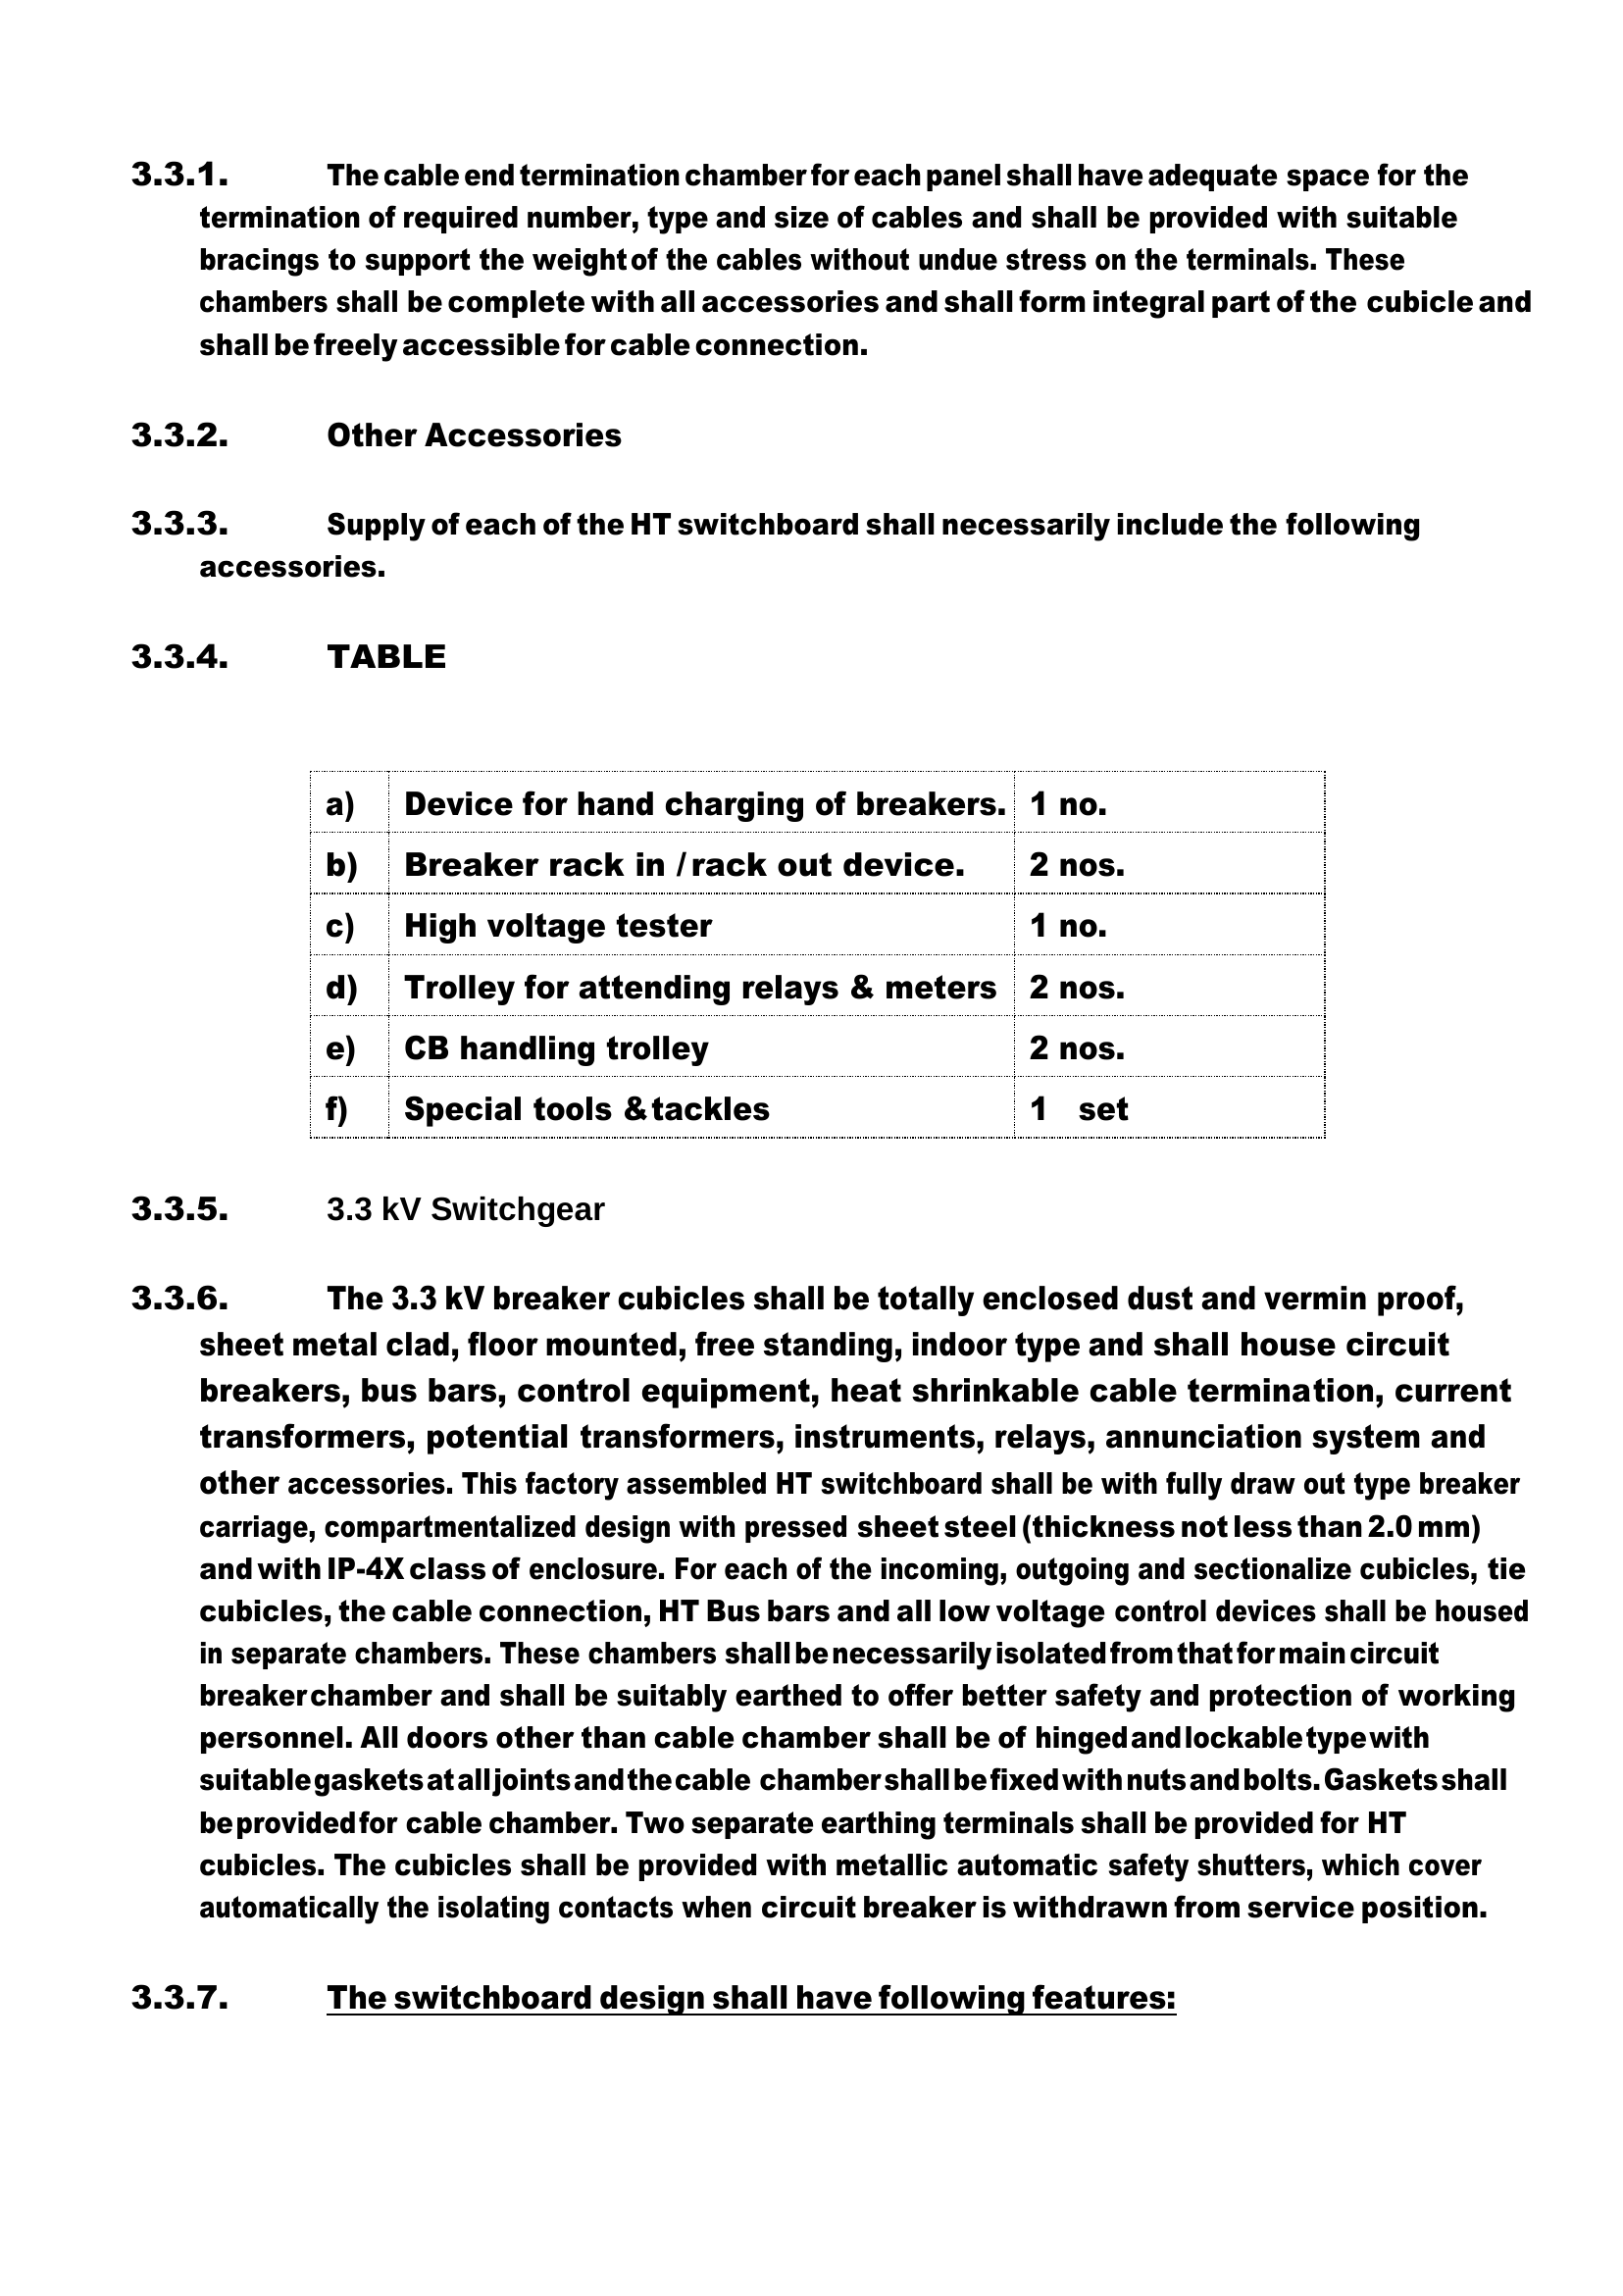 3.3.1. The cable end termination chamber for each panel shall have adequate space for the
termination of required number, type and size of cables and shall be provided with suitable
bracings to support the weight of the cables without undue stress on the terminals. These
chambers shall be complete with all accessories and shall form integral part of the cubicle and
shall be freely accessible for cable connection.
3.3.2. Other Accessories
3.3.3. Supply of each of the HT switchboard shall necessarily include the following
accessories.
3.3.4. TABLE
a) Device for hand charging of breakers. 1 no.
b) Breaker rack in / rack out device. 2 nos.
c) High voltage tester 1 no.
d) Trolley for attending relays & meters 2 nos.
e) CB handling trolley 2 nos.
f) Special tools & tackles 1 set
3.3.5. 3.3 kV Switchgear
3.3.6. The 3.3 kV breaker cubicles shall be totally enclosed dust and vermin proof,
sheet metal clad, floor mounted, free standing, indoor type and shall house circuit
breakers, bus bars, control equipment, heat shrinkable cable termination, current
transformers, potential transformers, instruments, relays, annunciation system and
other accessories. This factory assembled HT switchboard shall be with fully draw out type breaker
carriage, compartmentalized design with pressed sheet steel (thickness not less than 2.0 mm)
and with IP-4X class of enclosure. For each of the incoming, outgoing and sectionalize cubicles, tie
cubicles, the cable connection, HT Bus bars and all low voltage control devices shall be housed
in separate chambers. These chambers shall be necessarily isolated from that for main circuit
breaker chamber and shall be suitably earthed to offer better safety and protection of working
personnel. All doors other than cable chamber shall be of hinged and lockable type with
suitable gaskets at all joints and the cable chamber shall be fixed with nuts and bolts. Gaskets shall
be provided for cable chamber. Two separate earthing terminals shall be provided for HT
cubicles. The cubicles shall be provided with metallic automatic safety shutters, which cover
automatically the isolating contacts when circuit breaker is withdrawn from service position.
3.3.7. The switchboard design shall have following features: